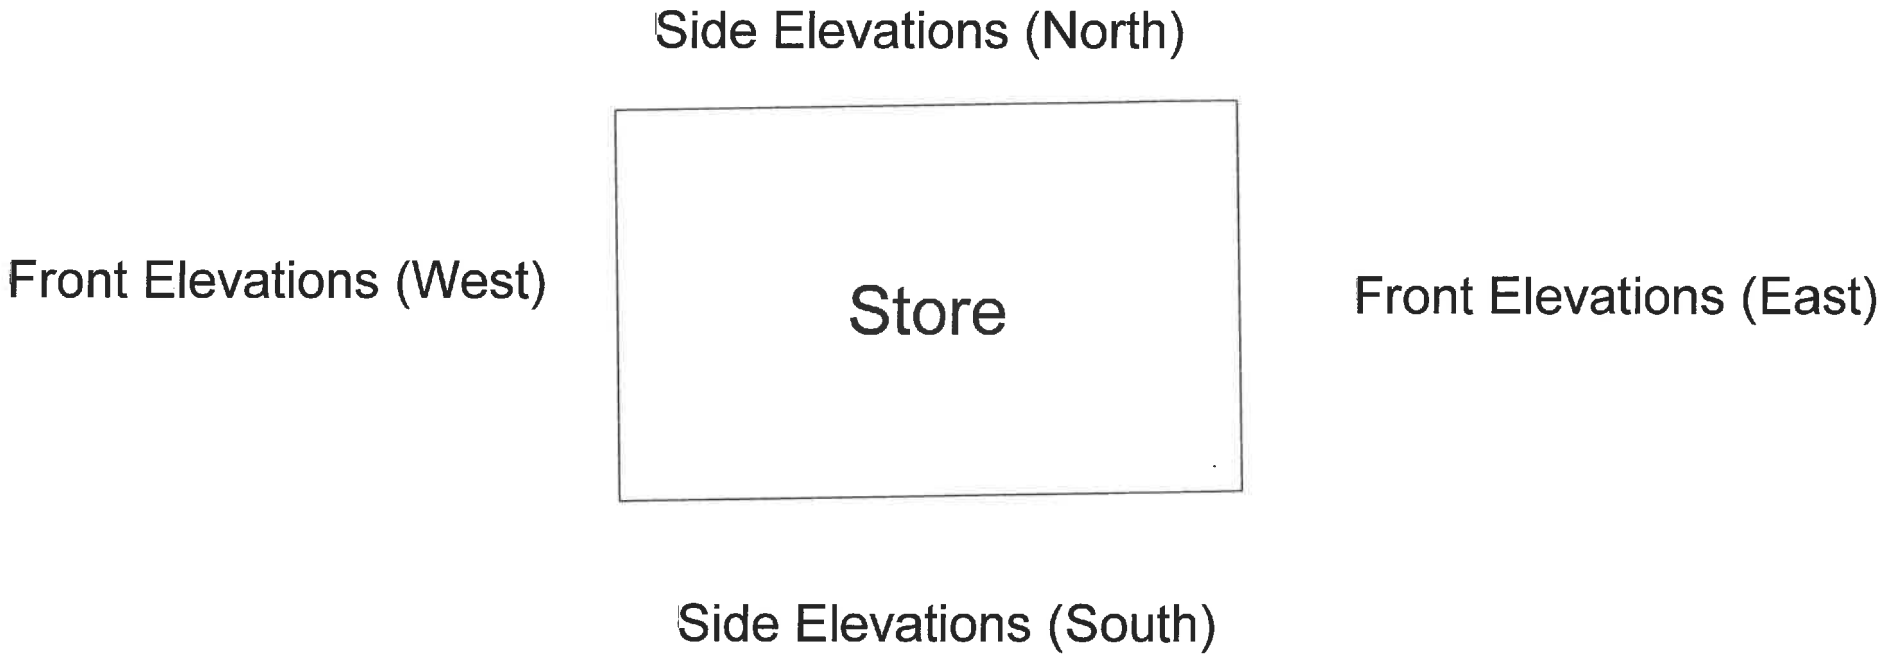 Side Elevations (North)
Front Elevations (West)
Store
Front Elevations (East)
Side Elevations (South)